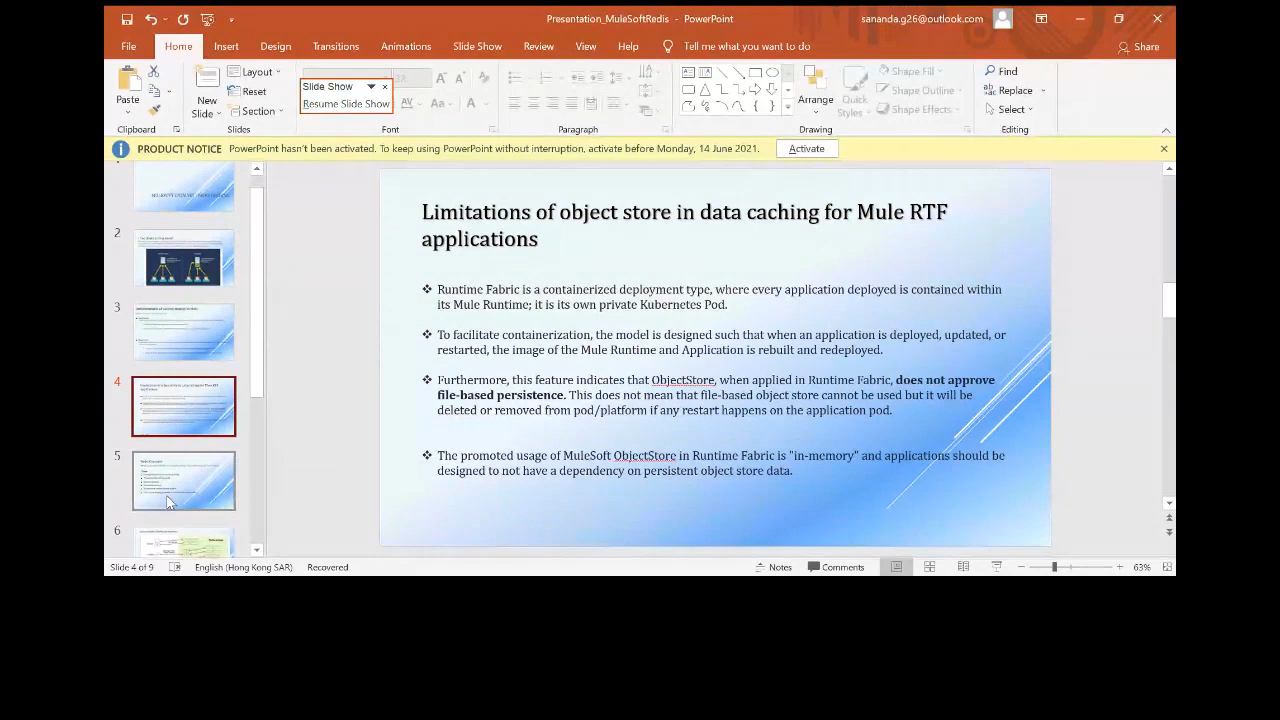 Presentation_MuleSoftRedis - PowerPoint
sananda.g26@outlook.com
File
Home
Insert
Design
Transitions
Animations
Slide Show
Review
View
Help
Tell me what you want to do
Share
Paste
Clipboard
New
Slide
Layout
Reset
Section
Slides
Slide Show
Resume Slide Show
Font
Paragraph
Arrange
Quick
Styles
Shape Fill
Shape Outline
Shape Effects
Drawing
Find
Replace
Select
Editing
PRODUCT NOTICE PowerPoint hasn't been activated. To keep using PowerPoint without interruption, activate before Monday, 14 June 2021.
Activate
2
3
4
5
6
Limitations of object store in data caching for Mule RTF
applications
❖ Runtime Fabric is a containerized deployment type, where every application deployed is contained within
its Mule Runtime; it is its own private Kubernetes Pod.
❖ To facilitate containerization, the model is designed such that when an application is deployed, updated, or
restarted, the image of the Mule Runtime and Application is rebuilt and redeployed.
❖ Furthermore, this feature indicates that ObjectStore, when applied in Runtime Fabric, does not approve
file-based persistence. This does not mean that file-based object store cannot be used but it will be
deleted or removed from pod/platform if any restart happens on the application pod.
❖ The promoted usage of MuleSoft ObjectStore in Runtime Fabric is "in-memory" and applications should be
designed to not have a dependency on persistent object store data.
Slide 4 of 9
English (Hong Kong SAR)
Recovered
Notes
Comments
63%